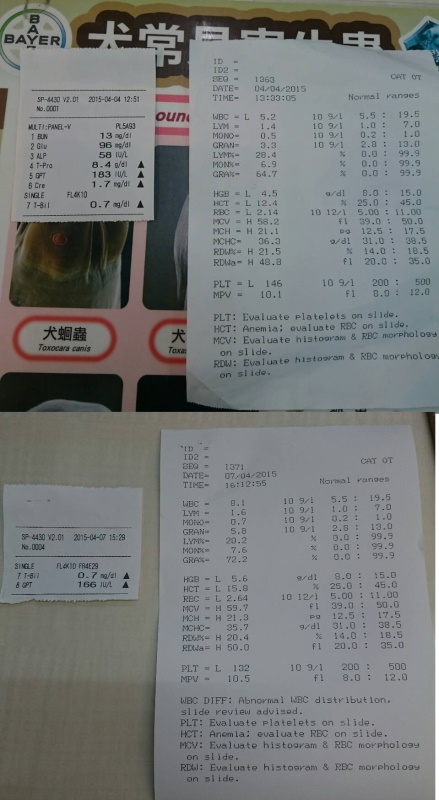 BAYER
BAYER
SP-4430 V2.01 2015-04-04 12:51
No.0001
MULTI:PANEL-V PL5A93
1 BUN 13 mg/dl
2 Glu 96 mg/dl
3 ALP 58 IU/L
4 T-Pro 8.4 g/dl ▲
5 GPT 183 IU/L ▲
6 Cre 1.7 mg/dl ▲
SINGLE FL4K10
7 T-Bil 0.7 mg/dl ▲
犬蛔蟲
Toxocara canis
ID =
ID2 =
SEQ = 1363 CAT OT
DATE= 04/04/2015
TIME= 13:33:05 Normal ranges
WBC = L 5.2 10 9/l 5.5 : 19.5
LYM = 1.4 10 9/l 1.0 : 7.0
MONO= 0.5 10 9/l 0.2 : 1.0
GRAN= 3.3 10 9/l 2.8 : 13.0
LYM%= 28.4 % 0.0 : 99.9
MON%= 6.9 % 0.0 : 99.9
GRA%= 64.7 % 0.0 : 99.9
HGB = L 4.5 g/dl 8.0 : 15.0
HCT = L 12.4 % 25.0 : 45.0
RBC = L 2.14 10 12/l 5.00 : 11.00
MCV = H 58.2 fl 39.0 : 50.0
MCH = H 21.1 pg 12.5 : 17.5
MCHC= 36.3 g/dl 31.0 : 38.5
RDW%= H 21.5 % 14.0 : 18.5
RDWa= H 48.8 fl 20.0 : 35.0
PLT = L 146 10 9/l 200 : 500
MPV = 10.1 fl 8.0 : 12.0
PLT: Evaluate platelets on slide.
HCT: Anemia; evaluate RBC on slide.
MCV: Evaluate histogram & RBC morphology
on slide.
RDW: Evaluate histogram & RBC morphology
on slide.
SP-4430 V2.01 2015-04-07 15:29
No.0004
SINGLE FL4K10 FR4E29
7 T-Bil 0.7 mg/dl ▲
8 GPT 166 IU/L ▲
ID =
ID2 =
SEQ = 1371 CAT OT
DATE= 07/04/2015
TIME= 16:12:55 Normal ranges
WBC = 8.1 10 9/l 5.5 : 19.5
LYM = 1.6 10 9/l 1.0 : 7.0
MONO= 0.7 10 9/l 0.2 : 1.0
GRAN= 5.8 10 9/l 2.8 : 13.0
LYM%= 20.2 % 0.0 : 99.9
MON%= 7.6 % 0.0 : 99.9
GRA%= 72.2 % 0.0 : 99.9
HGB = L 5.6 g/dl 8.0 : 15.0
HCT = L 15.8 % 25.0 : 45.0
RBC = L 2.64 10 12/l 5.00 : 11.00
MCV = H 59.7 fl 39.0 : 50.0
MCH = H 21.3 pg 12.5 : 17.5
MCHC= 35.7 g/dl 31.0 : 38.5
RDW%= H 20.4 % 14.0 : 18.5
RDWa= H 50.0 fl 20.0 : 35.0
PLT = L 132 10 9/l 200 : 500
MPV = 10.5 fl 8.0 : 12.0
WBC DIFF: Abnormal WBC distribution,
slide review advised.
PLT: Evaluate platelets on slide.
HCT: Anemia; evaluate RBC on slide.
MCV: Evaluate histogram & RBC morphology
on slide.
RDW: Evaluate histogram & RBC morphology
on slide.